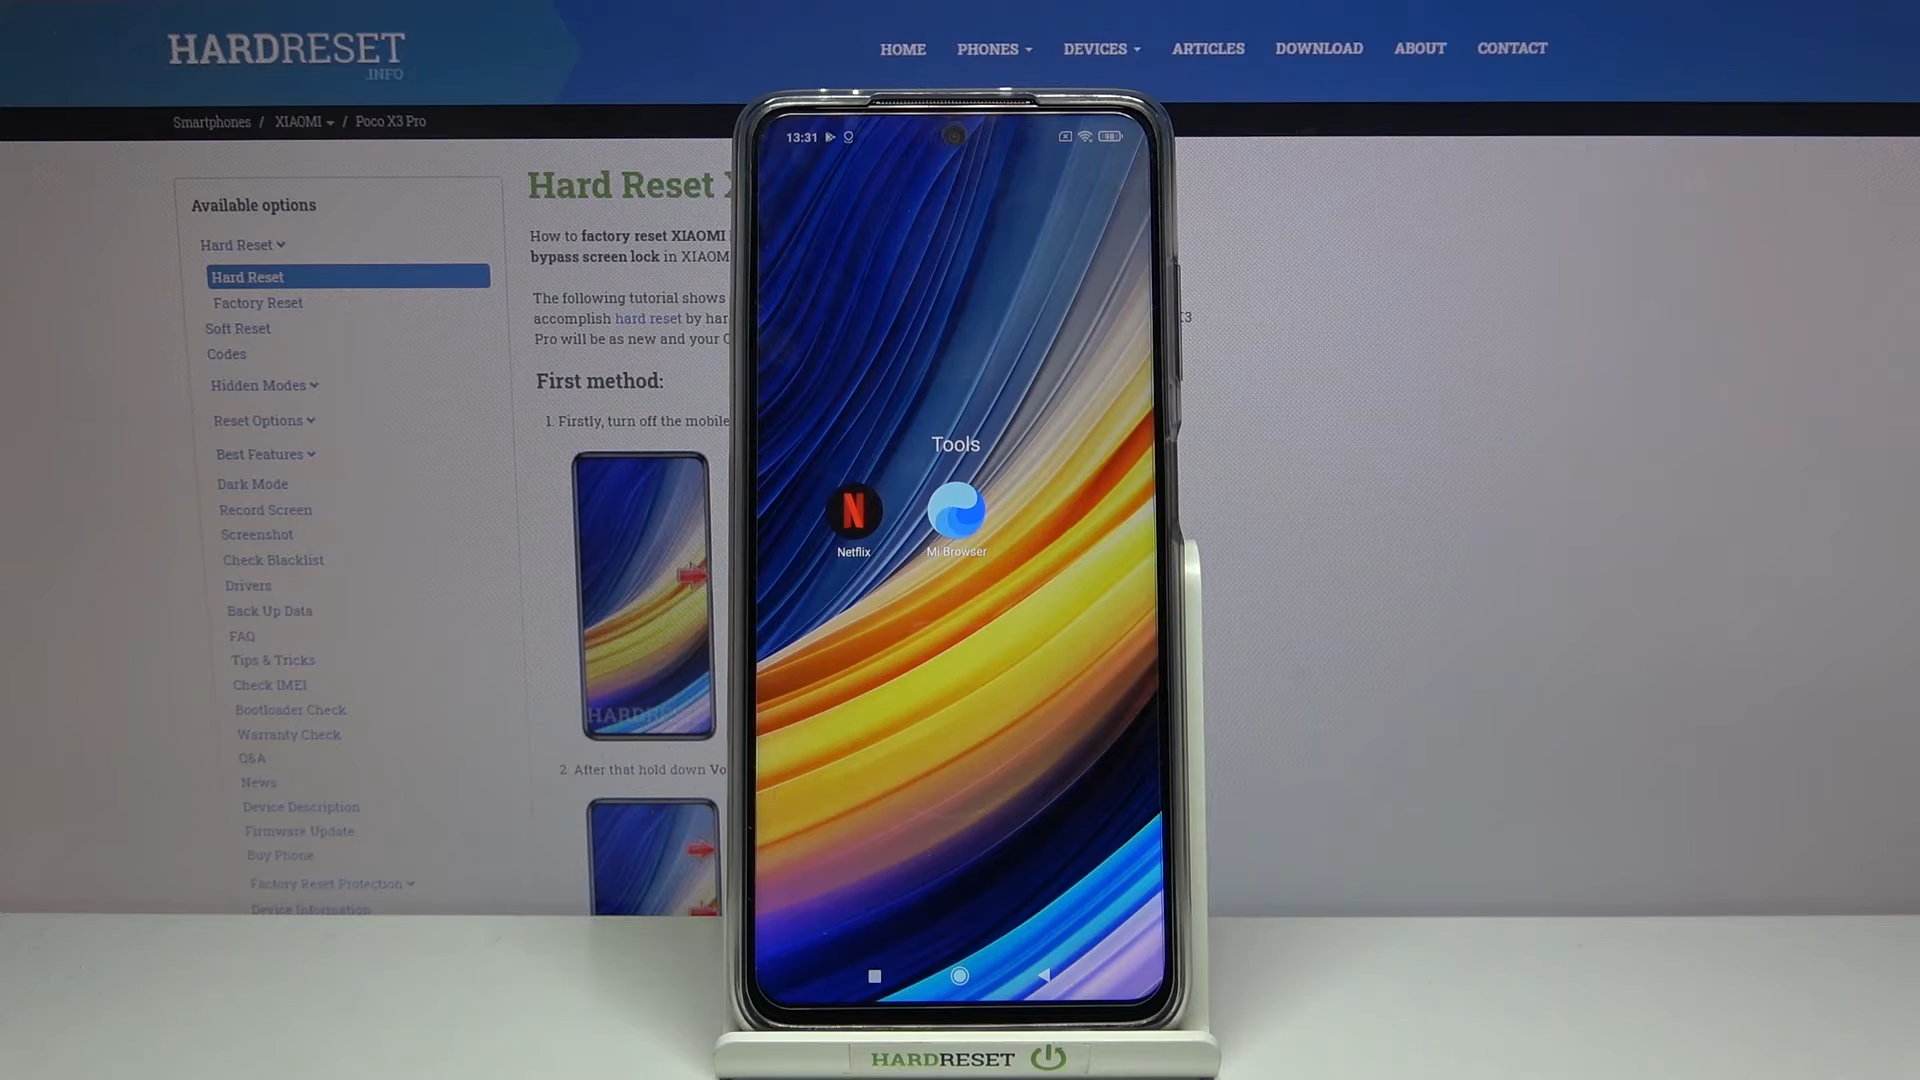 HARDRESET
.INFO
HOME PHONES DEVICES ARTICLES DOWNLOAD ABOUT CONTACT
Smartphones / XIAOMI / Poco X3 Pro
Available options
Hard Reset
Hard Reset
Factory Reset
Soft Reset
Codes
Hidden Modes
Reset Options
Best Features
Dark Mode
Record Screen
Screenshot
Check Blacklist
Drivers
Back Up Data
FAQ
Tips & Tricks
Check IMEI
Bootloader Check
Warranty Check
Q&A
News
Device Description
Firmware Update
Buy Phone
Factory Reset Protection
Device Information
Hard Reset
How to factory reset XIAOMI
bypass screen lock in XIAOM
The following tutorial shows
accomplish hard reset by har
Pro will be as new and your
First method:
1. Firstly, turn off the mobile
2. After that hold down Vo
13:31
98
Tools
Netflix
Mi Browser
HARDRESET